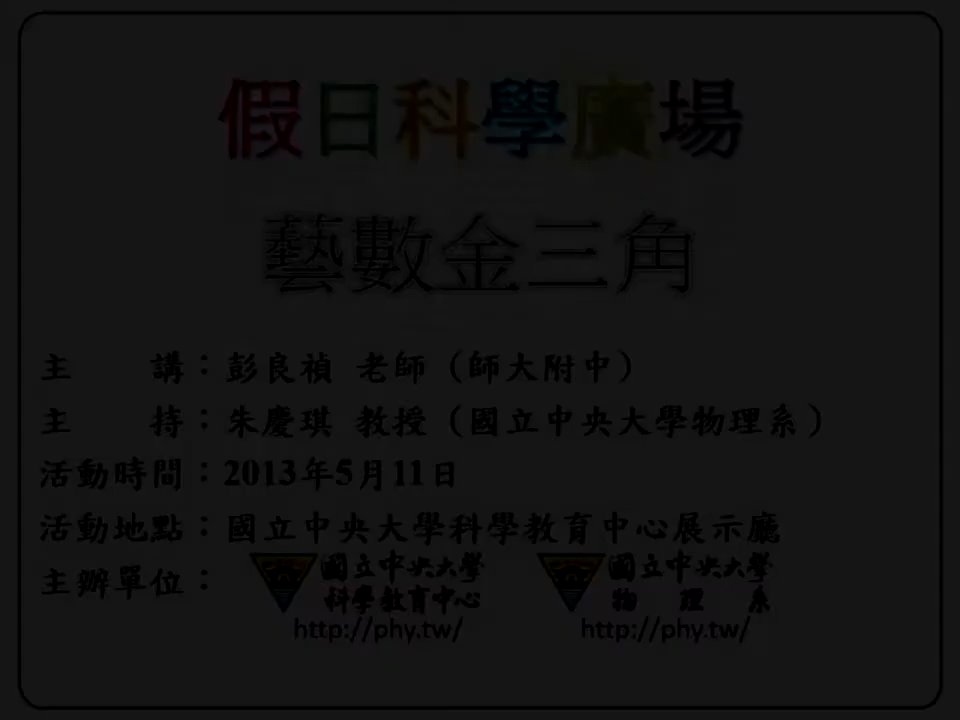 假日科學廣場
藝數金三角
主　　講：彭良禎 老師（師大附中）
主　　持：朱慶琪 教授（國立中央大學物理系）
活動時間：2013年5月11日
活動地點：國立中央大學科學教育中心展示廳
主辦單位：
國立中央大學
科學教育中心
http://phy.tw/
國立中央大學
物　理　系
http://phy.tw/